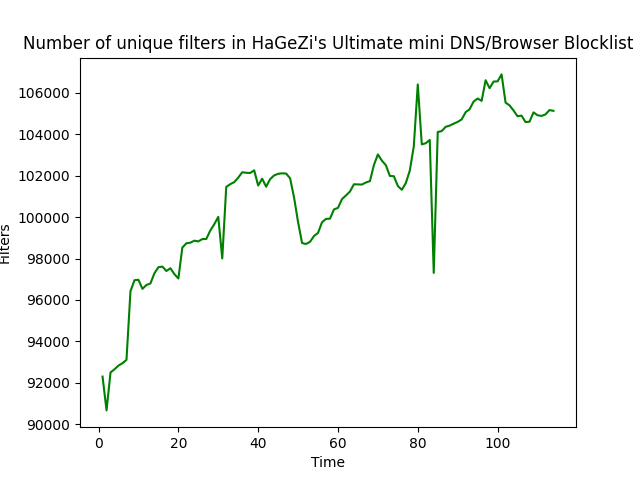 Number of unique filters in HaGeZi's Ultimate mini DNS/Browser Blocklist
106000
104000
102000
100000
98000
96000
94000
92000
90000
Filters
0 20 40 60 80 100
Time